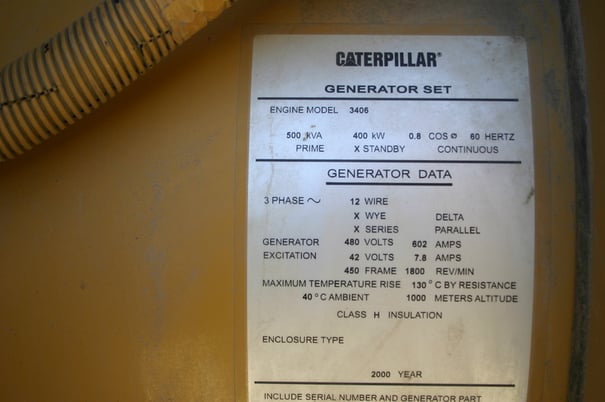 CATERPILLAR®
GENERATOR SET
ENGINE MODEL 3406
500 kVA 400 kW 0.8 COS ø 60 HERTZ
PRIME X STANDBY CONTINUOUS
GENERATOR DATA
3 PHASE ~ 12 WIRE
X WYE DELTA
X SERIES PARALLEL
GENERATOR 480 VOLTS 602 AMPS
EXCITATION 42 VOLTS 7.8 AMPS
450 FRAME 1800 REV/MIN
MAXIMUM TEMPERATURE RISE 130 °C BY RESISTANCE
40 °C AMBIENT 1000 METERS ALTITUDE
CLASS H INSULATION
ENCLOSURE TYPE
2000 YEAR
INCLUDE SERIAL NUMBER AND GENERATOR PART